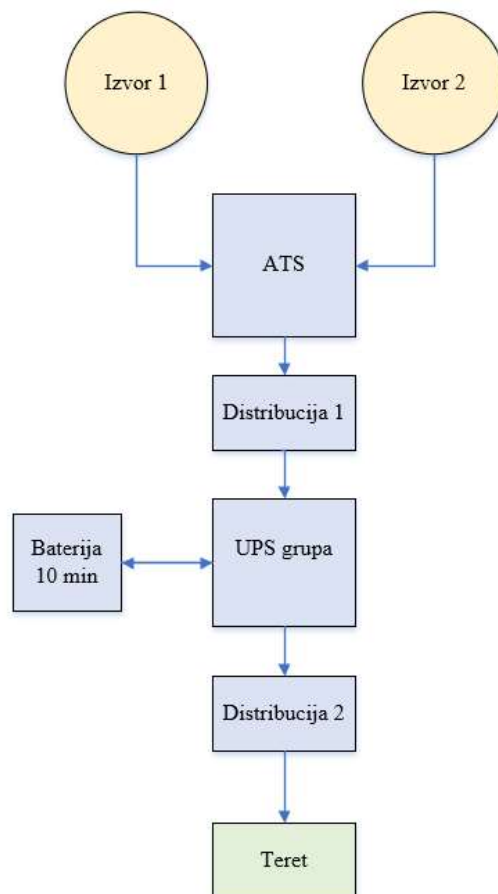 Izvor 1
Izvor 2
ATS
Distribucija 1
Baterija
10 min
UPS grupa
Distribucija 2
Teret